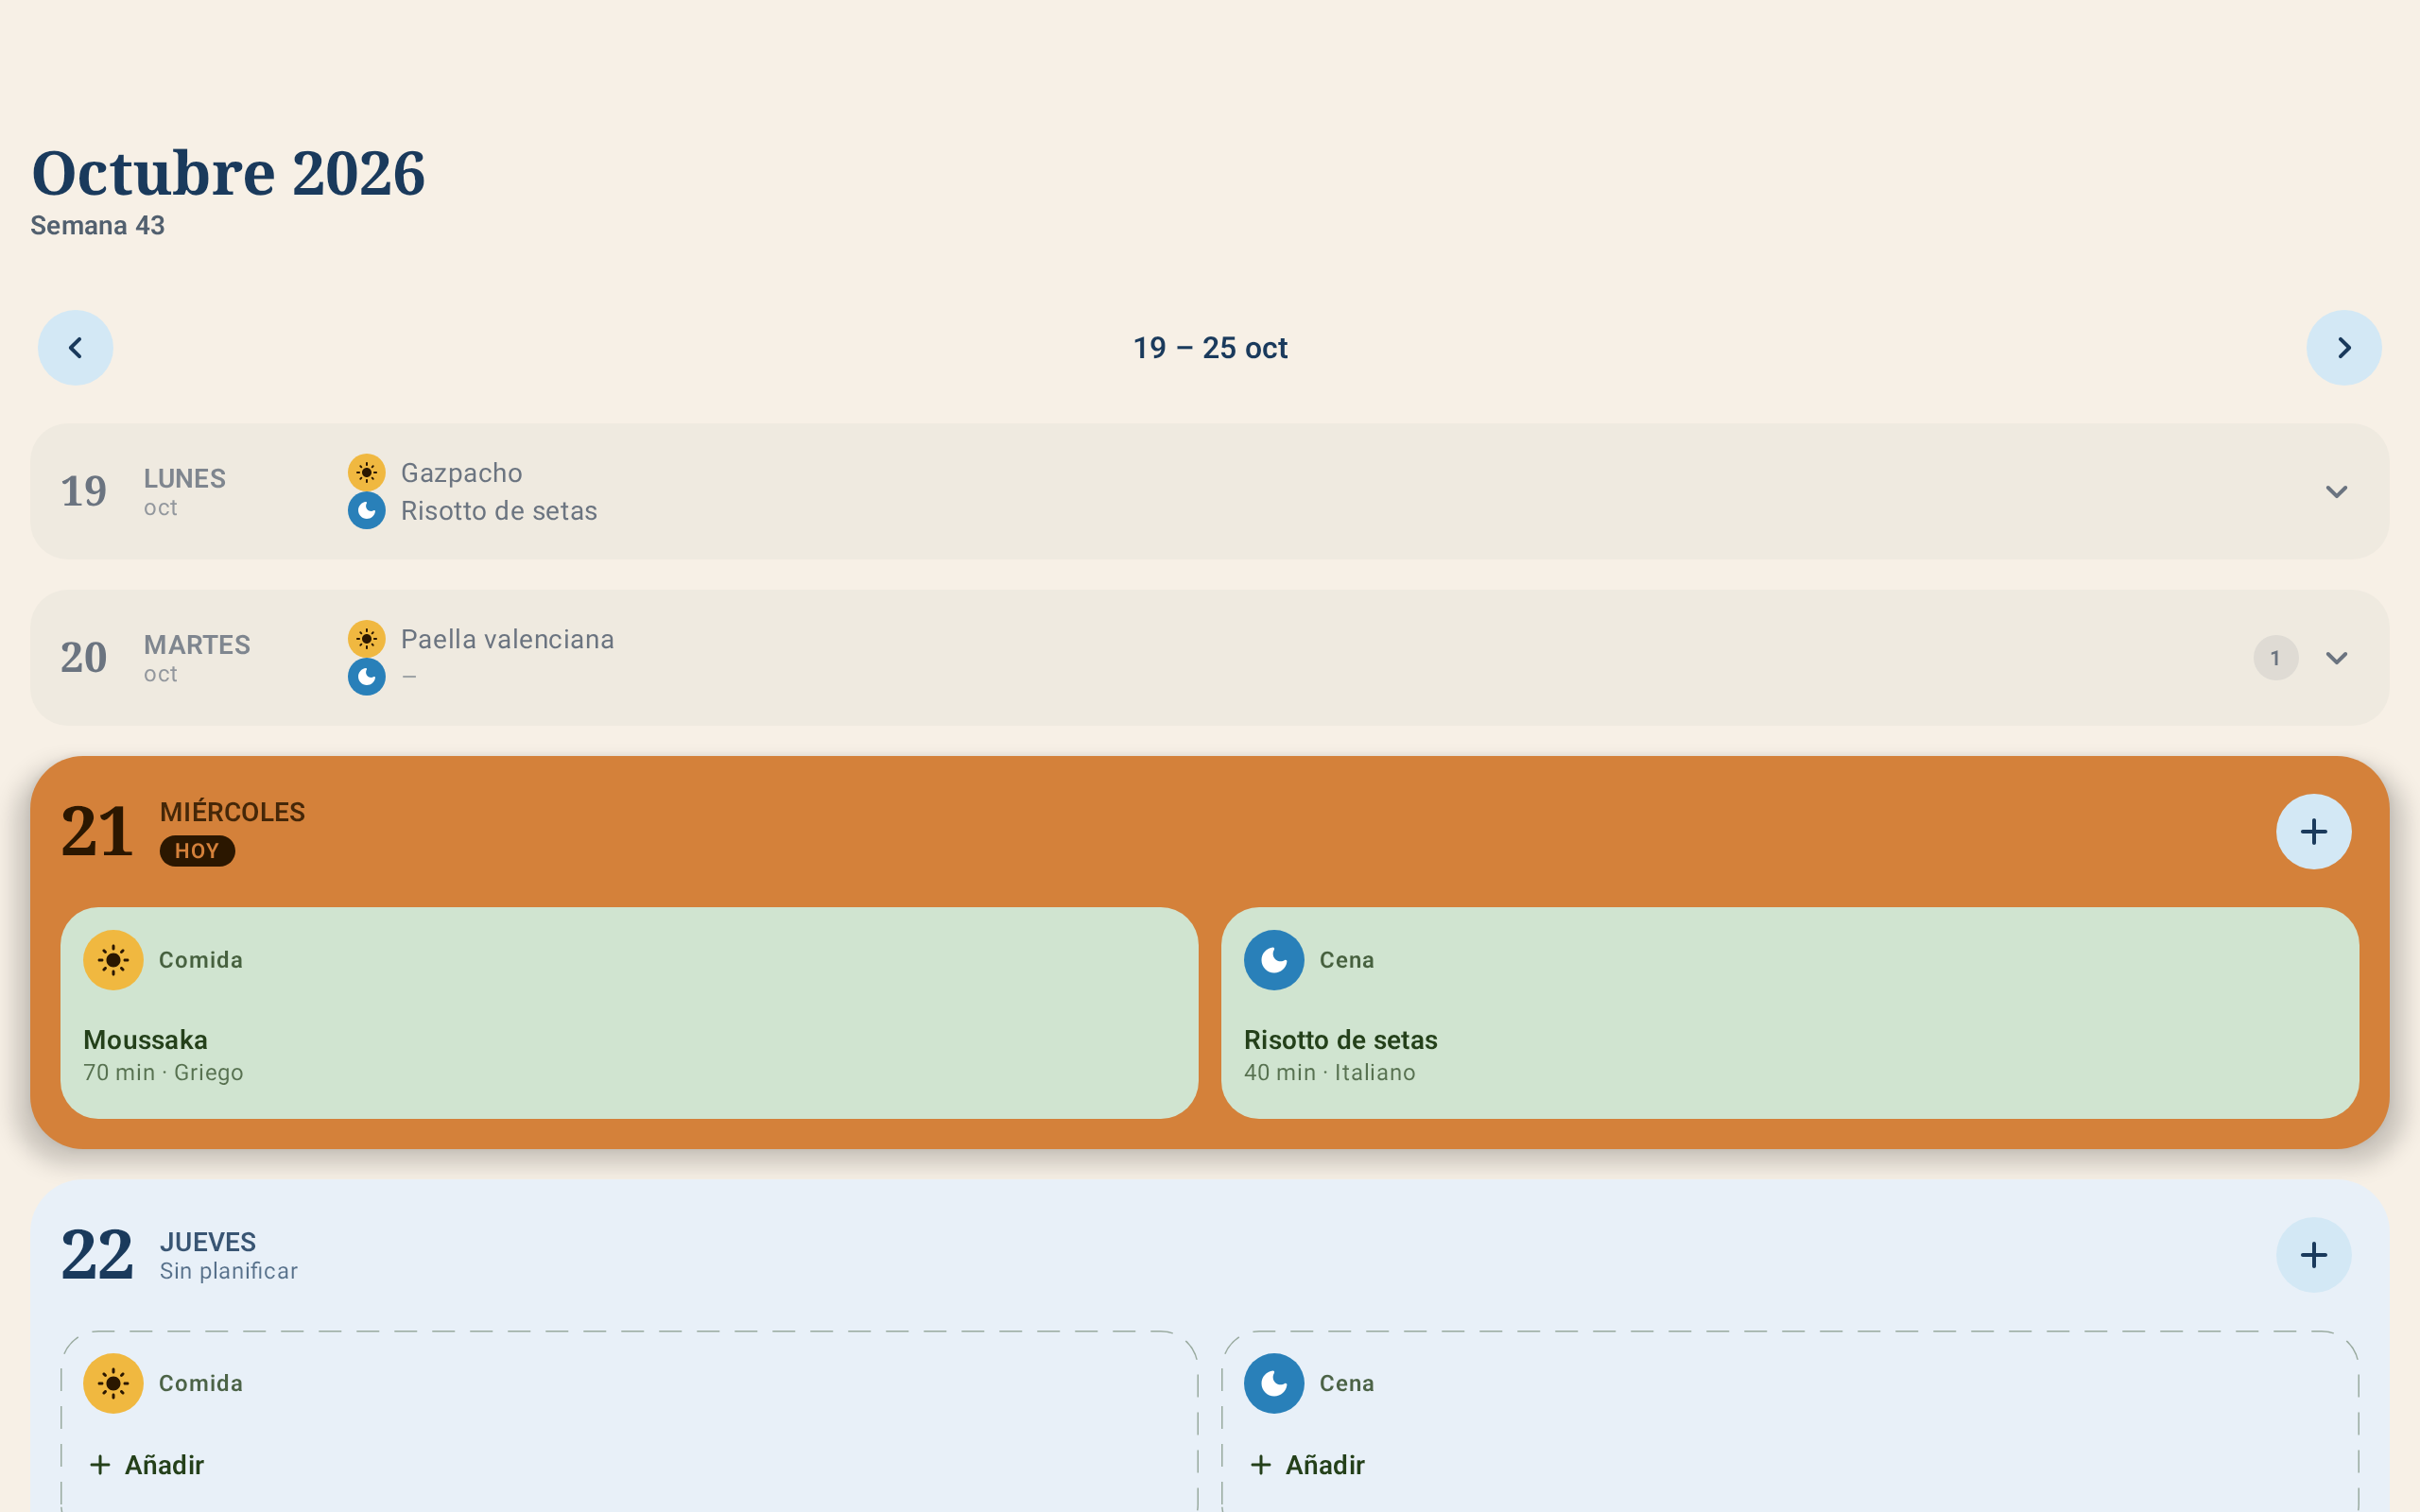 Octubre 2026
Semana 43
19 – 25 oct
19
LUNES
oct
Gazpacho
Risotto de setas
20
MARTES
oct
Paella valenciana
–
1
21
MIÉRCOLES
HOY
Comida
Moussaka
70 min · Griego
Cena
Risotto de setas
40 min · Italiano
22
JUEVES
Sin planificar
Comida
+ Añadir
Cena
+ Añadir